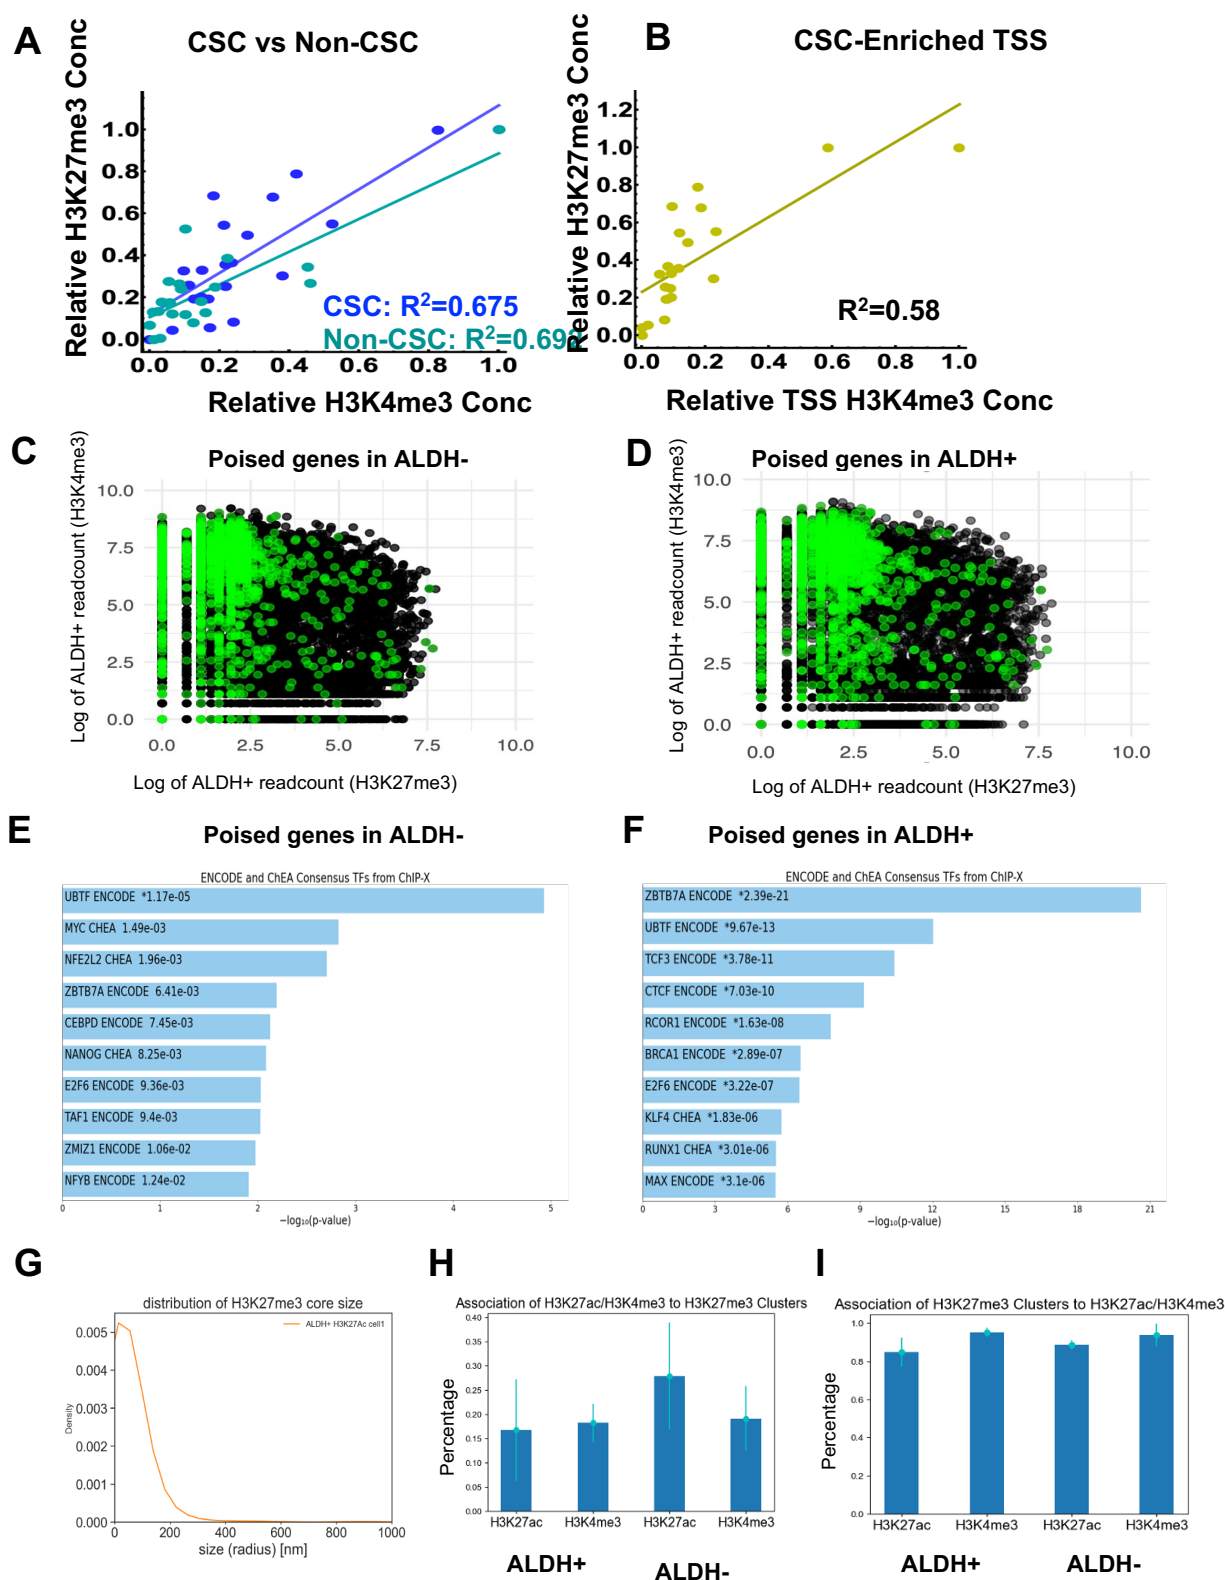 A
CSC vs Non-CSC
Relative H3K27me3 Conc
1.0
0.8
0.6
0.4
0.2
0.0
CSC: R2=0.675
Non-CSC: R2=0.692
0.0 0.2 0.4 0.6 0.8 1.0
Relative H3K4me3 Conc
B
CSC-Enriched TSS
Relative H3K27me3 Conc
1.2
1.0
0.8
0.6
0.4
0.2
0.0
R2=0.58
0.0 0.2 0.4 0.6 0.8 1.0
Relative TSS H3K4me3 Conc
C
Poised genes in ALDH-
Log of ALDH+ readcount (H3K4me3)
10.0
7.5
5.0
2.5
0.0
0.0 2.5 5.0 7.5 10.0
Log of ALDH+ readcount (H3K27me3)
D
Poised genes in ALDH+
Log of ALDH+ readcount (H3K4me3)
10.0
7.5
5.0
2.5
0.0
0.0 2.5 5.0 7.5 10.0
Log of ALDH+ readcount (H3K27me3)
E
Poised genes in ALDH-
ENCODE and ChEA Consensus TFs from ChIP-X
UBTF ENCODE *1.17e-05
MYC CHEA 1.49e-03
NFE2L2 CHEA 1.96e-03
ZBTB7A ENCODE 6.41e-03
CEBPD ENCODE 7.45e-03
NANOG CHEA 8.25e-03
E2F6 ENCODE 9.36e-03
TAF1 ENCODE 9.4e-03
ZMIZ1 ENCODE 1.06e-02
NFYB ENCODE 1.24e-02
0 1 2 3 4 5
−log₁₀(p-value)
F
Poised genes in ALDH+
ENCODE and ChEA Consensus TFs from ChIP-X
ZBTB7A ENCODE *2.39e-21
UBTF ENCODE *9.67e-13
TCF3 ENCODE *3.78e-11
CTCF ENCODE *7.03e-10
RCOR1 ENCODE *1.63e-08
BRCA1 ENCODE *2.89e-07
E2F6 ENCODE *3.22e-07
KLF4 CHEA *1.83e-06
RUNX1 CHEA *3.01e-06
MAX ENCODE *3.1e-06
0 3 6 9 12 15 18 21
−log₁₀(p-value)
G
distribution of H3K27me3 core size
ALDH+ H3K27Ac cell1
Density
0.005
0.004
0.003
0.002
0.001
0.000
0 200 400 600 800 1000
size (radius) [nm]
H
Association of H3K27ac/H3K4me3 to H3K27me3 Clusters
Percentage
0.40
0.35
0.30
0.25
0.20
0.15
0.10
0.05
0.00
H3K27ac H3K4me3 H3K27ac H3K4me3
ALDH+ ALDH-
I
Association of H3K27me3 Clusters to H3K27ac/H3K4me3
Percentage
1.0
0.8
0.6
0.4
0.2
0.0
H3K27ac H3K4me3 H3K27ac H3K4me3
ALDH+ ALDH-